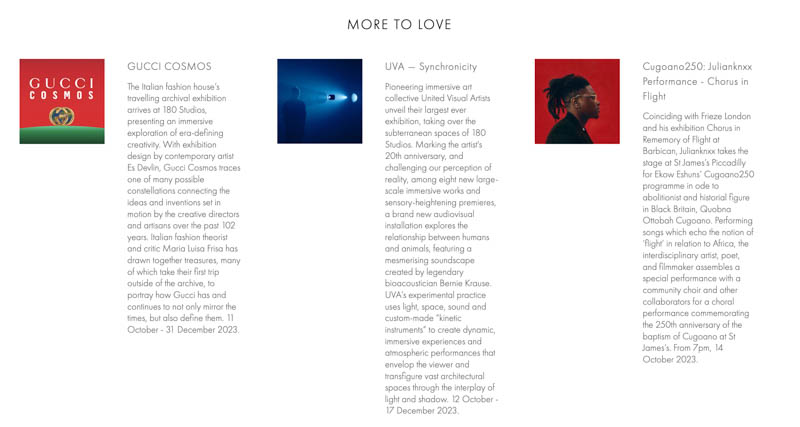 MORE TO LOVE
GUCCI
COSMOS
GUCCI COSMOS
The Italian fashion house's
travelling archival exhibition
arrives at 180 Studios,
presenting an immersive
exploration of era-defining
creativity. With exhibition
design by contemporary artist
Es Devlin, Gucci Cosmos traces
one of many possible
constellations connecting the
ideas and inventions set in
motion by the creative directors
and artisans over the past 102
years. Italian fashion theorist
and critic Maria Luisa Frisa has
drawn together treasures, many
of which take their first trip
outside of the archive, to
portray how Gucci has and
continues to not only mirror the
times, but also define them. 11
October - 31 December 2023.
UVA — Synchronicity
Pioneering immersive art
collective United Visual Artists
unveil their largest ever
exhibition, taking over the
subterranean spaces of 180
Studios. Marking the artist's
20th anniversary, and
challenging our perception of
reality, among eight new large-
scale immersive works and
sensory-heightening premieres,
a brand new audiovisual
installation explores the
relationship between humans
and animals, featuring a
mesmerising soundscape
created by legendary
bioacoustician Bernie Krause.
UVA's experimental practice
uses light, space, sound and
custom-made "kinetic
instruments" to create dynamic,
immersive experiences and
atmospheric performances that
envelop the viewer and
transfigure vast architectural
spaces through the interplay of
light and shadow. 12 October -
17 December 2023.
Cugoano250: Julianknxx
Performance - Chorus in
Flight
Coinciding with Frieze London
and his exhibition Chorus in
Rememory of Flight at
Barbican, Julianknxx takes the
stage at St James's Piccadilly
for Ekow Eshuns' Cugoano250
programme in ode to
abolitionist and historial figure
in Black Britain, Quobna
Ottobah Cugoano. Performing
songs which echo the notion of
'flight' in relation to Africa, the
interdisciplinary artist, poet,
and filmmaker assembles a
special performance with a
community choir and other
collaborators for a choral
performance commemorating
the 250th anniversary of the
baptism of Cugoano at St
James's. From 7pm, 14
October 2023.